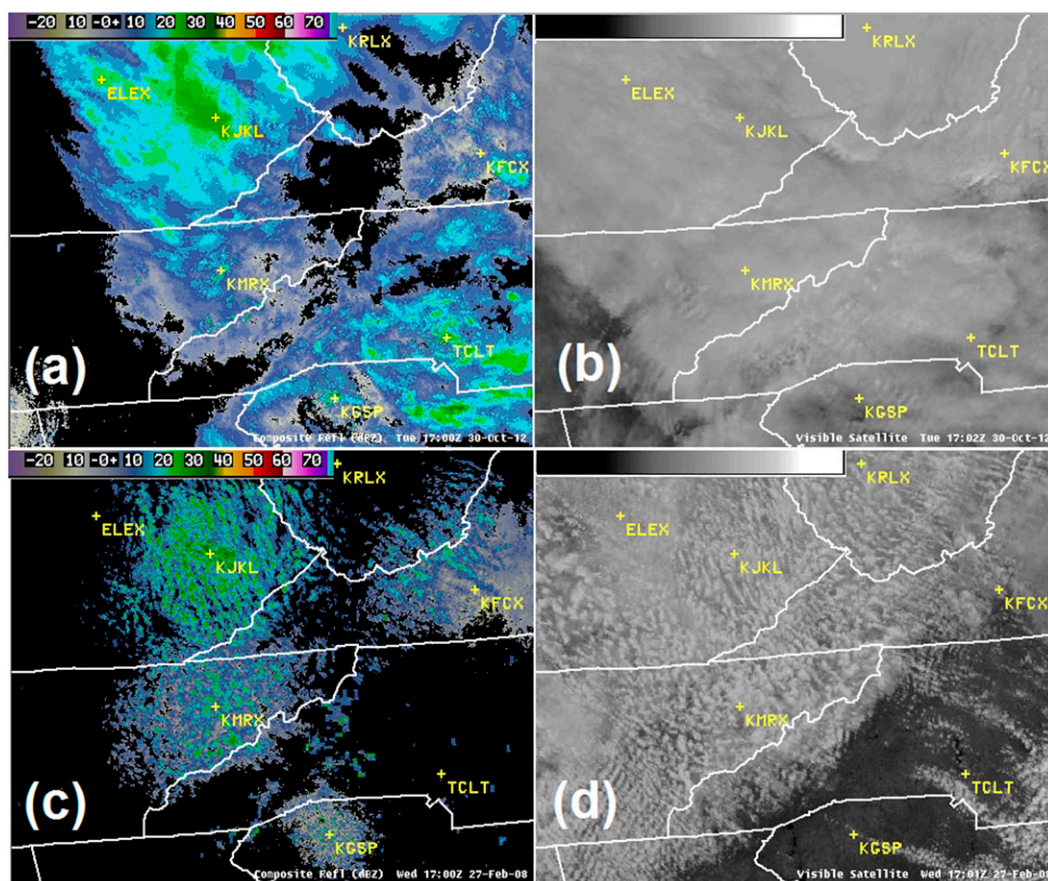 -20 -0+ 10 20 30 40 50 60 70
KRLX
KRLX
ELEX
ELEX
KJKL
KJKL
KFCX
KFCX
KMRX
KMRX
TCLT
TCLT
(a)
(b)
KGSP
KGSP
Composite Refl (dBZ) Tue 17:00Z 30-Oct-12
Visible Satellite Tue 17:02Z 30-Oct-12
-20 -0+ 10 20 30 40 50 60 70
KRLX
KRLX
ELEX
ELEX
KJKL
KJKL
KFCX
KFCX
KMRX
KMRX
TCLT
TCLT
(c)
(d)
KGSP
KGSP
Composite Refl (dBZ) Wed 17:00Z 27-Feb-08
Visible Satellite Wed 17:01Z 27-Feb-08